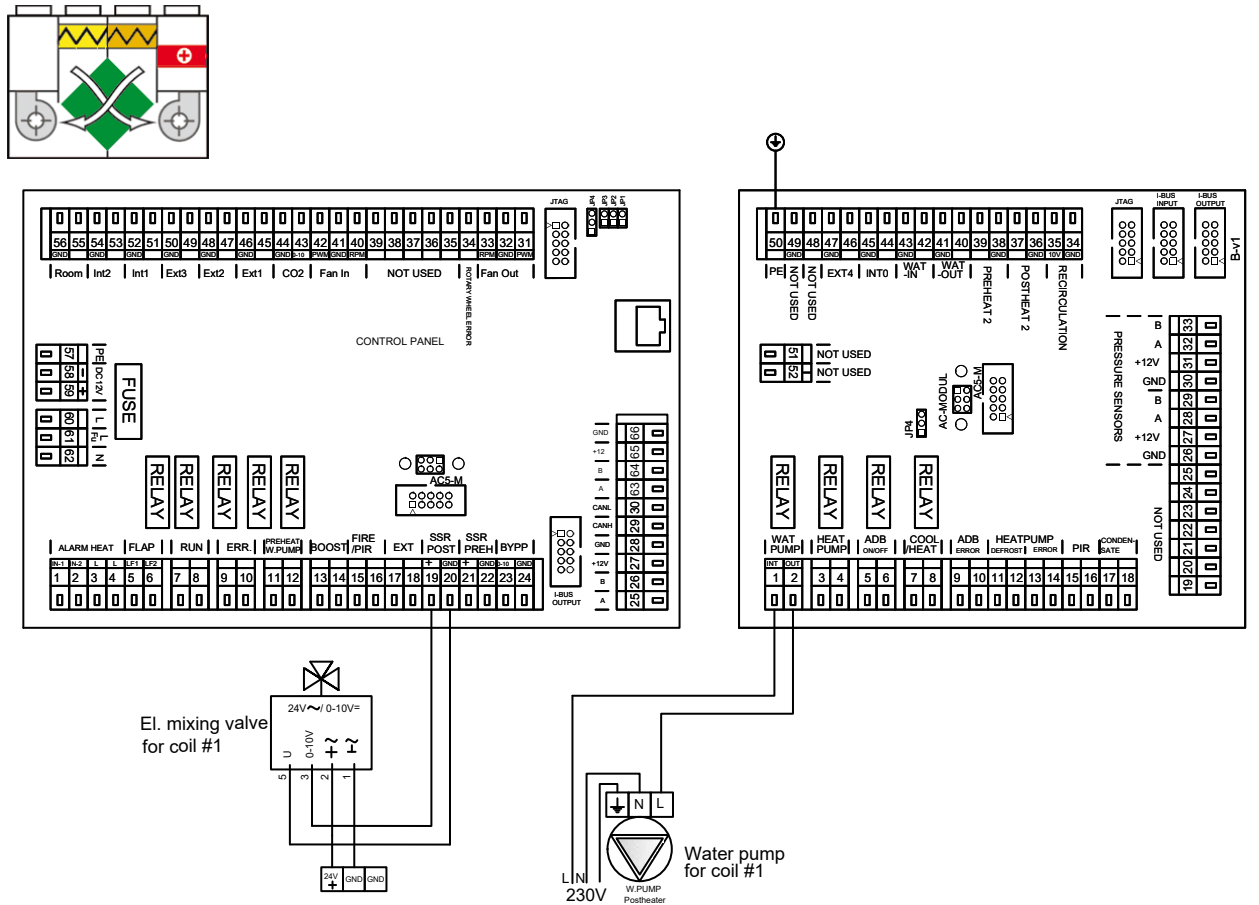 JTAG
JP4
JP3
JP2
JP1
56 55 54 53 52 51 50 49 48 47 46 45 44 43 42 41 40 39 38 37 36 35 34 33 32 31
GND GND GND GND GND GND GND 0-10 PWM GND RPM RPM GND PWM
Room Int2 Int1 Ext3 Ext2 Ext1 CO2 Fan In NOT USED ROTARY WHEEL ERROR Fan Out
CONTROL PANEL
57 PE
58 - DC 12V
59 +
60 L
61 L Fu
62 N
FUSE
RELAY RELAY RELAY RELAY RELAY
AC5-M
GND 66
+12 65
B 64
A 63
CANL 30
CANH 29
GND 28
+12V 27
B 26
A 25
I-BUS
OUTPUT
ALARM HEAT FLAP RUN ERR. PREHEAT W.PUMP BOOST FIRE /PIR EXT SSR POST SSR PREH BYPP
IN-1 IN-2 L L LF1 LF2 + GND + GND 0-10 GND
1 2 3 4 5 6 7 8 9 10 11 12 13 14 15 16 17 18 19 20 21 22 23 24
JTAG
I-BUS
INPUT
I-BUS
OUTPUT
B-v1
50 49 48 47 46 45 44 43 42 41 40 39 38 37 36 35 34
GND GND GND GND GND GND GND 10V GND
PE NOT USED NOT USED EXT4 INT0 WAT -IN WAT -OUT PREHEAT 2 POSTHEAT 2 RECIRCULATION
51 NOT USED
52 NOT USED
JP4
AC-MODUL
AC5-M
PRESSURE SENSORS
B 33
A 32
+12V 31
GND 30
B 29
A 28
+12V 27
GND 26
25
24
NOT USED
23
22
21
20
19
RELAY RELAY RELAY RELAY
WAT PUMP HEAT PUMP ADB ON/OFF COOL /HEAT ADB ERROR HEATPUMP DEFROST ERROR PIR CONDEN- SATE
INT OUT
1 2 3 4 5 6 7 8 9 10 11 12 13 14 15 16 17 18
El. mixing valve
for coil #1
24V~/ 0-10V=
U 0-10V
5 3 2 1
24V + GND GND
N L
Water pump
for coil #1
L N
230V
W.PUMP
Postheater